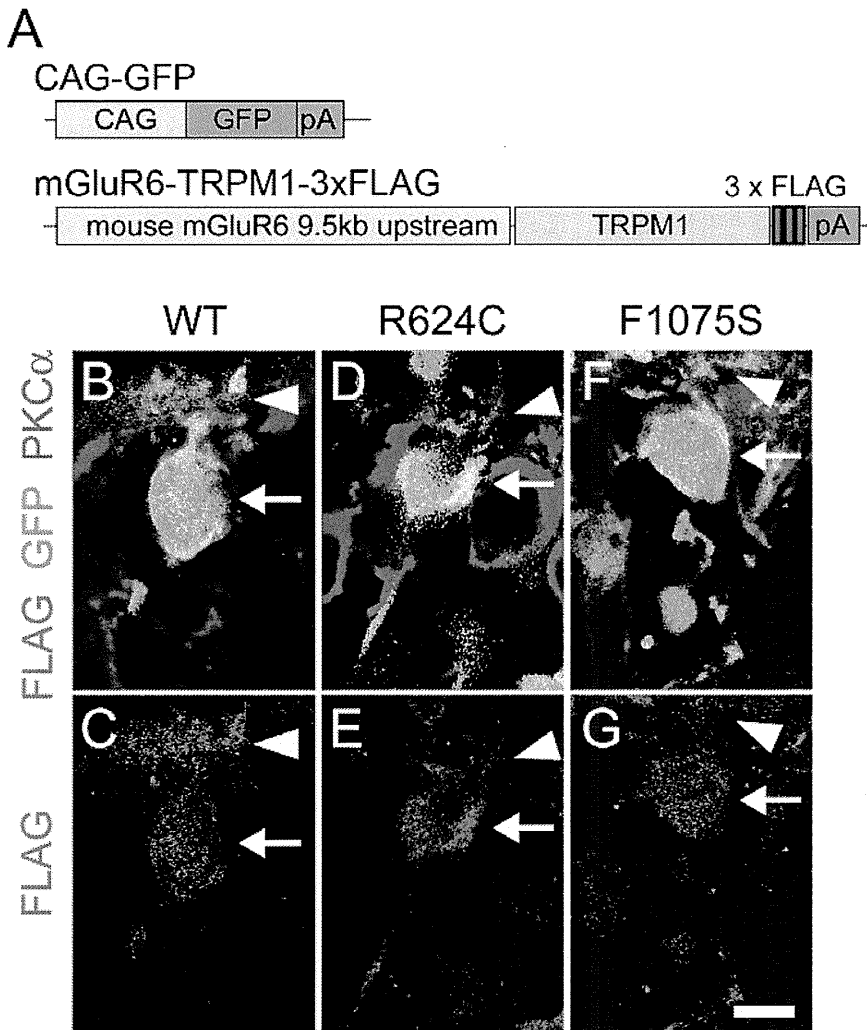 A
CAG-GFP
CAG GFP pA
mGluR6-TRPM1-3xFLAG 3 x FLAG
mouse mGluR6 9.5kb upstream TRPM1 pA
WT R624C F1075S
FLAG GFP PKCα
B D F
FLAG
C E G